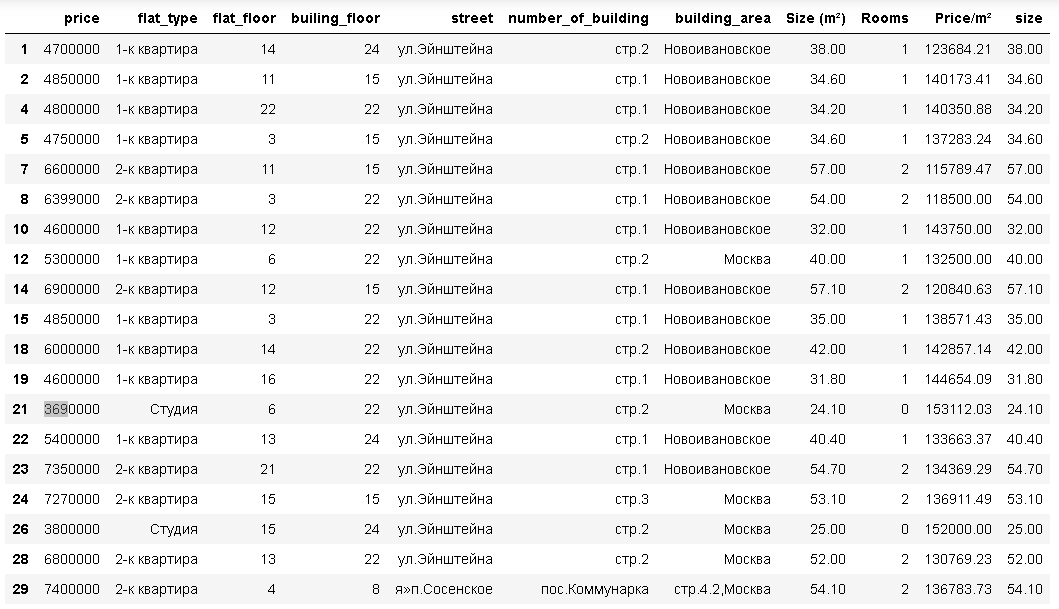 price flat_type flat_floor builing_floor street number_of_building building_area Size (m²) Rooms Price/m² size
1 4700000 1-к квартира 14 24 ул.Эйнштейна стр.2 Новоивановское 38.00 1 123684.21 38.00
2 4850000 1-к квартира 11 15 ул.Эйнштейна стр.1 Новоивановское 34.60 1 140173.41 34.60
4 4800000 1-к квартира 22 22 ул.Эйнштейна стр.1 Новоивановское 34.20 1 140350.88 34.20
5 4750000 1-к квартира 3 15 ул.Эйнштейна стр.2 Новоивановское 34.60 1 137283.24 34.60
7 6600000 2-к квартира 11 15 ул.Эйнштейна стр.1 Новоивановское 57.00 2 115789.47 57.00
8 6399000 2-к квартира 3 22 ул.Эйнштейна стр.1 Новоивановское 54.00 2 118500.00 54.00
10 4600000 1-к квартира 12 22 ул.Эйнштейна стр.1 Новоивановское 32.00 1 143750.00 32.00
12 5300000 1-к квартира 6 22 ул.Эйнштейна стр.2 Москва 40.00 1 132500.00 40.00
14 6900000 2-к квартира 12 15 ул.Эйнштейна стр.1 Новоивановское 57.10 2 120840.63 57.10
15 4850000 1-к квартира 3 22 ул.Эйнштейна стр.1 Новоивановское 35.00 1 138571.43 35.00
18 6000000 1-к квартира 14 22 ул.Эйнштейна стр.2 Новоивановское 42.00 1 142857.14 42.00
19 4600000 1-к квартира 16 22 ул.Эйнштейна стр.1 Новоивановское 31.80 1 144654.09 31.80
21 3690000 Студия 6 22 ул.Эйнштейна стр.2 Москва 24.10 0 153112.03 24.10
22 5400000 1-к квартира 13 24 ул.Эйнштейна стр.1 Новоивановское 40.40 1 133663.37 40.40
23 7350000 2-к квартира 21 22 ул.Эйнштейна стр.1 Новоивановское 54.70 2 134369.29 54.70
24 7270000 2-к квартира 15 15 ул.Эйнштейна стр.3 Москва 53.10 2 136911.49 53.10
26 3800000 Студия 15 24 ул.Эйнштейна стр.2 Москва 25.00 0 152000.00 25.00
28 6800000 2-к квартира 13 22 ул.Эйнштейна стр.2 Москва 52.00 2 130769.23 52.00
29 7400000 2-к квартира 4 8 я»п.Сосенское пос.Коммунарка стр.4.2,Москва 54.10 2 136783.73 54.10